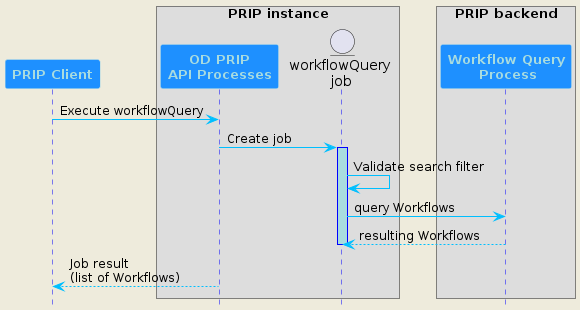 PRIP instance
PRIP backend
PRIP Client
OD PRIP
API Processes
workflowQuery
job
Workflow Query
Process
Execute workflowQuery
Create job
Validate search filter
query Workflows
resulting Workflows
Job result
(list of Workflows)